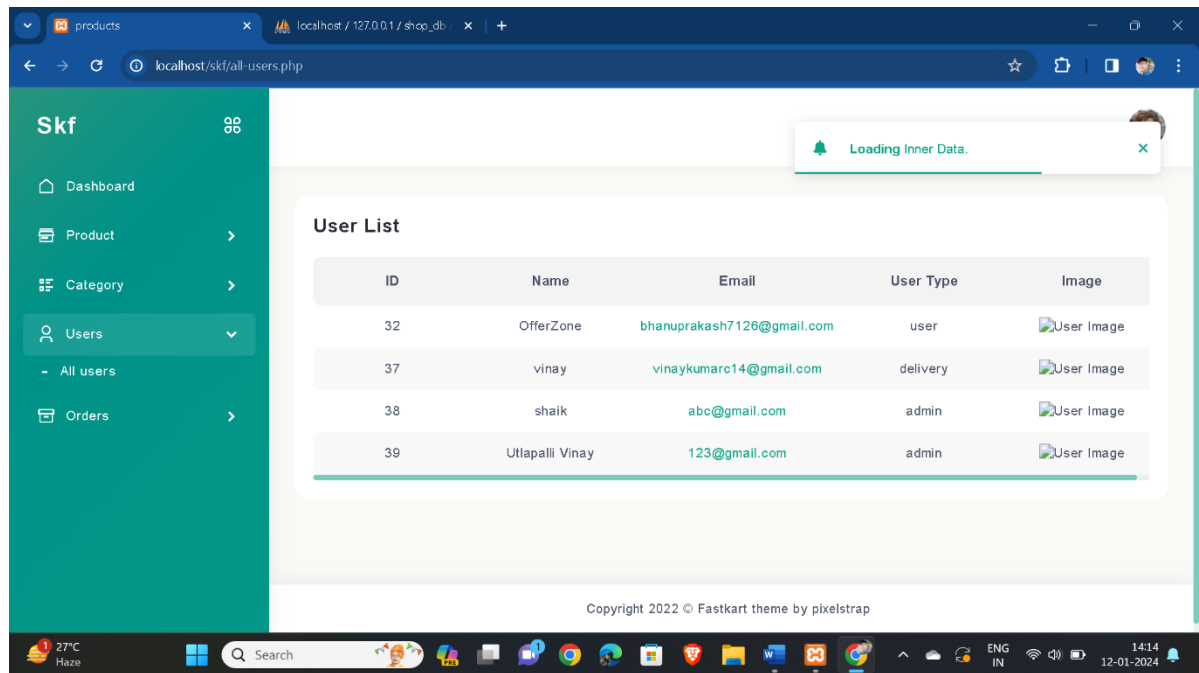 products
localhost / 127.0.0.1 / shop_db
localhost/skf/all-users.php
Skf
Loading Inner Data.
Dashboard
Product
Category
Users
- All users
Orders
User List
ID Name Email User Type Image
32 OfferZone bhanuprakash7126@gmail.com user User Image
37 vinay vinaykumarc14@gmail.com delivery User Image
38 shaik abc@gmail.com admin User Image
39 Utlapalli Vinay 123@gmail.com admin User Image
Copyright 2022 © Fastkart theme by pixelstrap
1
27°C
Haze
Search
PRE
1
W
ENG
IN
14:14
12-01-2024